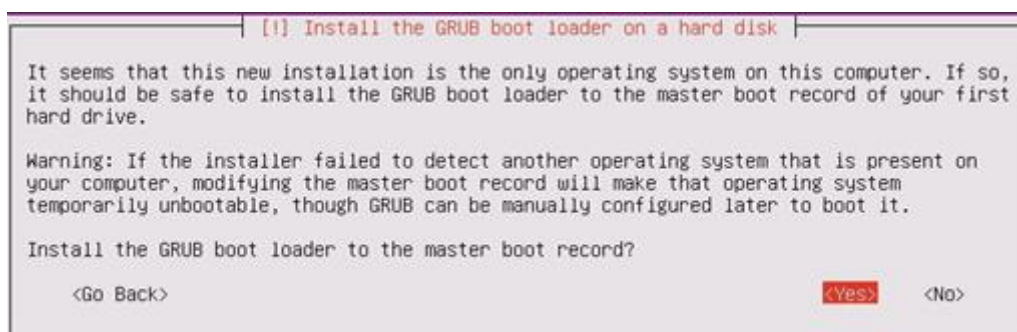 [!] Install the GRUB boot loader on a hard disk
It seems that this new installation is the only operating system on this computer. If so,
it should be safe to install the GRUB boot loader to the master boot record of your first
hard drive.
Warning: If the installer failed to detect another operating system that is present on
your computer, modifying the master boot record will make that operating system
temporarily unbootable, though GRUB can be manually configured later to boot it.
Install the GRUB boot loader to the master boot record?
<Go Back> <Yes> <No>